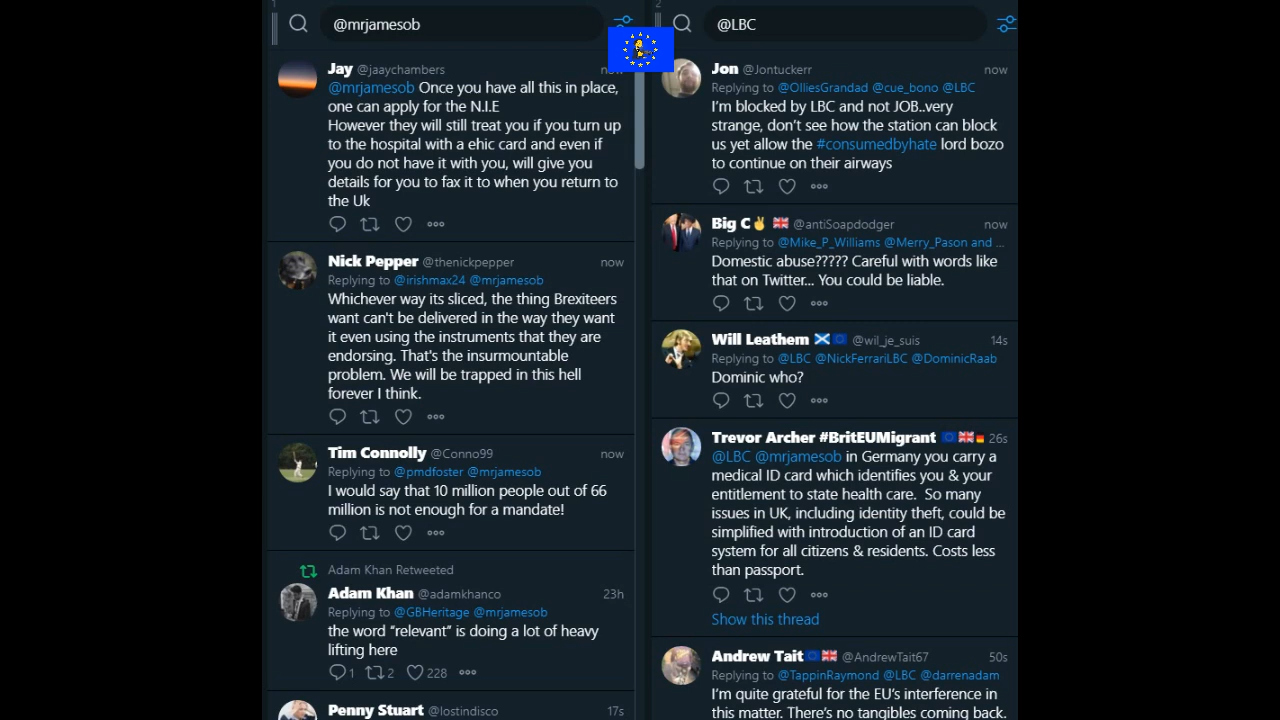 1
@mrjamesob
Jay @jaaychambers now
@mrjamesob Once you have all this in place,
one can apply for the N.I.E
However they will still treat you if you turn up
to the hospital with a ehic card and even if
you do not have it with you, will give you
details for you to fax it to when you return to
the Uk
Nick Pepper @thenickpepper now
Replying to @irishmax24 @mrjamesob
Whichever way its sliced, the thing Brexiteers
want can't be delivered in the way they want
it even using the instruments that they are
endorsing. That's the insurmountable
problem. We will be trapped in this hell
forever I think.
Tim Connolly @Conno99 now
Replying to @pmdfoster @mrjamesob
I would say that 10 million people out of 66
million is not enough for a mandate!
Adam Khan Retweeted
Adam Khan @adamkhanco 23h
Replying to @GBHeritage @mrjamesob
the word “relevant” is doing a lot of heavy
lifting here
1 2 228
Penny Stuart @lostindisco 17s
2
@LBC
Jon @Jontuckerr now
Replying to @OlliesGrandad @cue_bono @LBC
I’m blocked by LBC and not JOB..very
strange, don’t see how the station can block
us yet allow the #consumedbyhate lord bozo
to continue on their airways
Big C✌️ 🇬🇧 @antiSoapdodger now
Replying to @Mike_P_Williams @Merry_Pason and ...
Domestic abuse????? Careful with words like
that on Twitter... You could be liable.
Will Leathem 🏴󠁧󠁢󠁳󠁣󠁴󠁿🇪🇺 @wil_je_suis 14s
Replying to @LBC @NickFerrariLBC @DominicRaab
Dominic who?
Trevor Archer #BritEUMigrant 🇪🇺🇬🇧🇩🇪 26s
@LBC @mrjamesob in Germany you carry a
medical ID card which identifies you & your
entitlement to state health care. So many
issues in UK, including identity theft, could be
simplified with introduction of an ID card
system for all citizens & residents. Costs less
than passport.
Show this thread
Andrew Tait🇪🇺🇬🇧 @AndrewTait67 50s
Replying to @TappinRaymond @LBC @darrenadam
I’m quite grateful for the EU’s interference in
this matter. There’s no tangibles coming back.